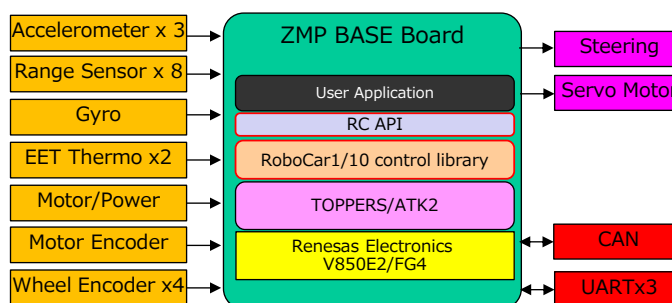 Accelerometer x 3
Range Sensor x 8
Gyro
EET Thermo x2
Motor/Power
Motor Encoder
Wheel Encoder x4
ZMP BASE Board
User Application
RC API
RoboCar1/10 control library
TOPPERS/ATK2
Renesas Electronics
V850E2/FG4
Steering
Servo Motor
CAN
UARTx3